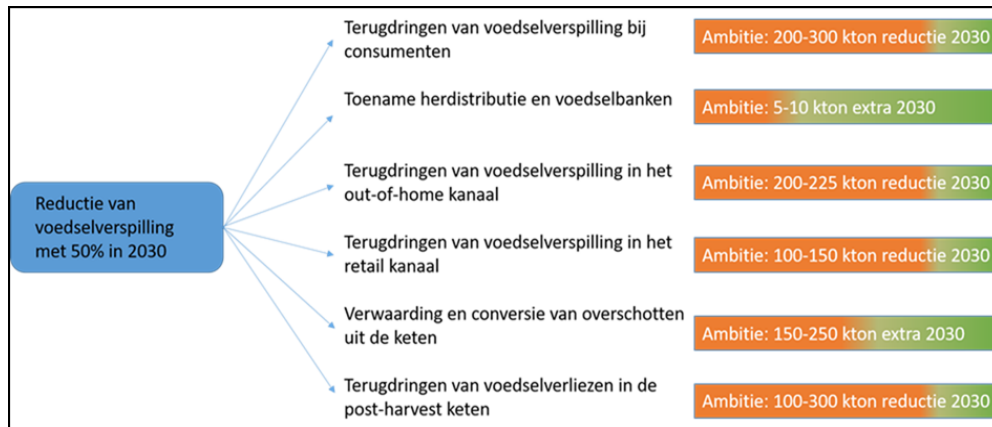 Terugdringen van voedselverspilling bij
consumenten
Ambitie: 200-300 kton reductie 2030
Toename herdistributie en voedselbanken
Ambitie: 5-10 kton extra 2030
Terugdringen van voedselverspilling in het
out-of-home kanaal
Ambitie: 200-225 kton reductie 2030
Reductie van
voedselverspilling
met 50% in 2030
Terugdringen van voedselverspilling in het
retail kanaal
Ambitie: 100-150 kton reductie 2030
Verwaarding en conversie van overschotten
uit de keten
Ambitie: 150-250 kton extra 2030
Terugdringen van voedselverliezen in de
post-harvest keten
Ambitie: 100-300 kton reductie 2030